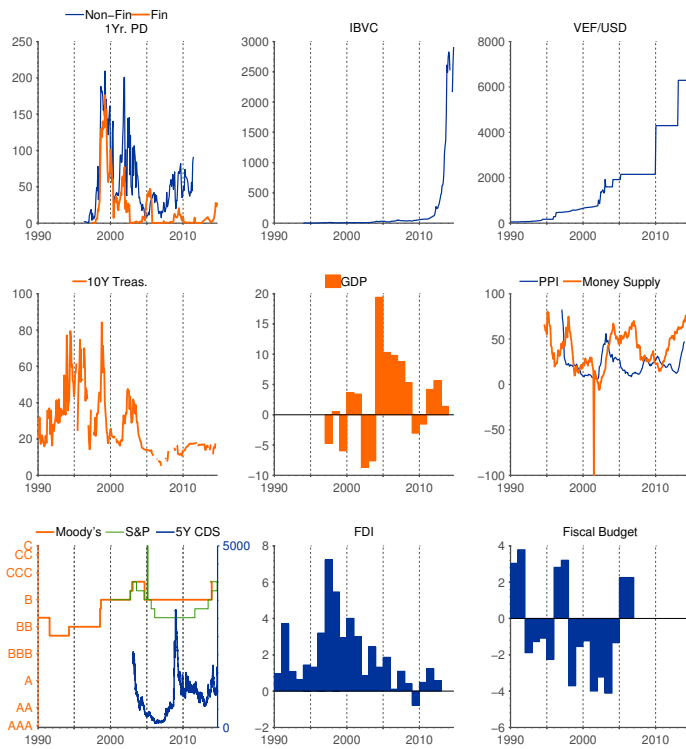 Non−Fin Fin
1Yr. PD
IBVC
VEF/USD
250
200
150
100
50
0
1990 2000 2010
3000
2500
2000
1500
1000
500
0
1990 2000 2010
8000
6000
4000
2000
0
1990 2000 2010
10Y Treas.
GDP
PPI Money Supply
100
80
60
40
20
0
1990 2000 2010
20
15
10
5
0
−5
−10
1990 2000 2010
100
50
0
−50
−100
1990 2000 2010
Moody's S&P 5Y CDS
FDI
Fiscal Budget
C
CC
CCC
B
BB
BBB
A
AA
AAA
5000
0
1990 2000 2010
8
6
4
2
0
−2
1990 2000 2010
4
2
0
−2
−4
−6
1990 2000 2010